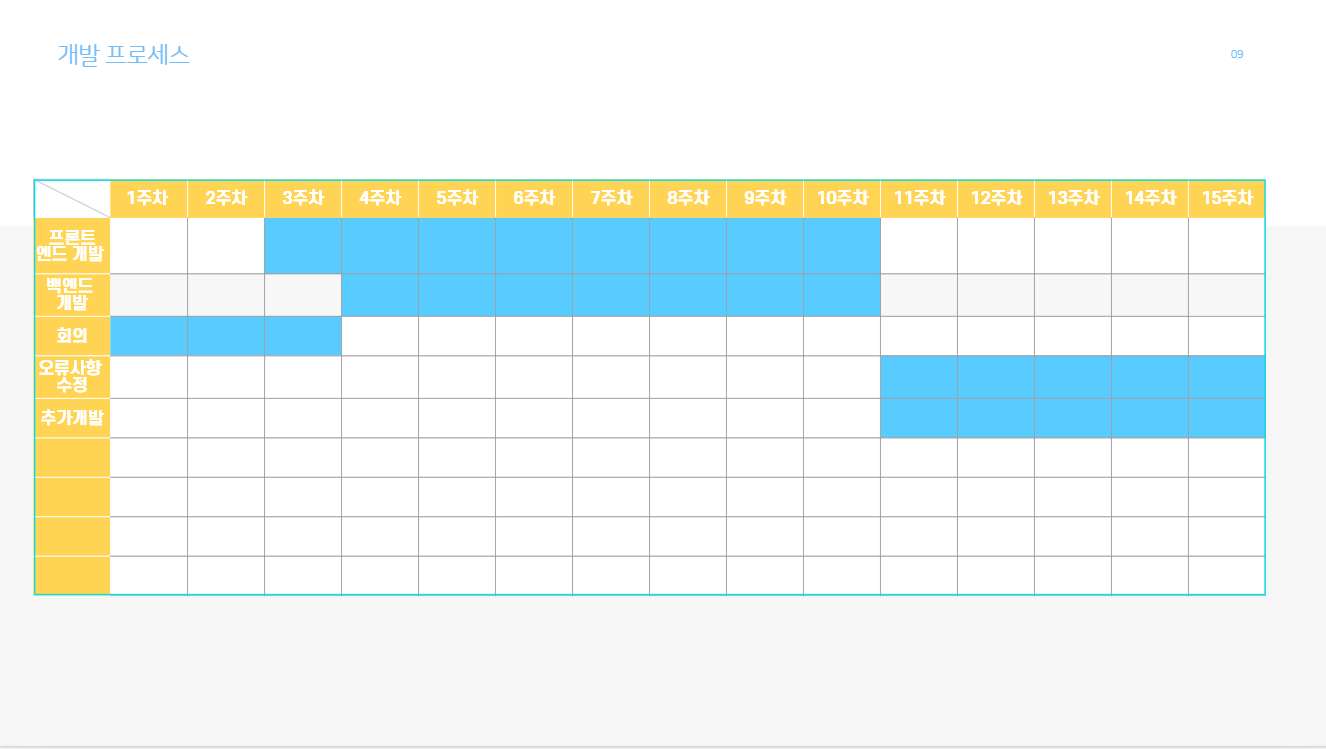 개발 프로세스
09
1주차 2주차 3주차 4주차 5주차 6주차 7주차 8주차 9주차 10주차 11주차 12주차 13주차 14주차 15주차
프론트
엔드 개발
백엔드
개발
회의
오류사항
수정
추가개발